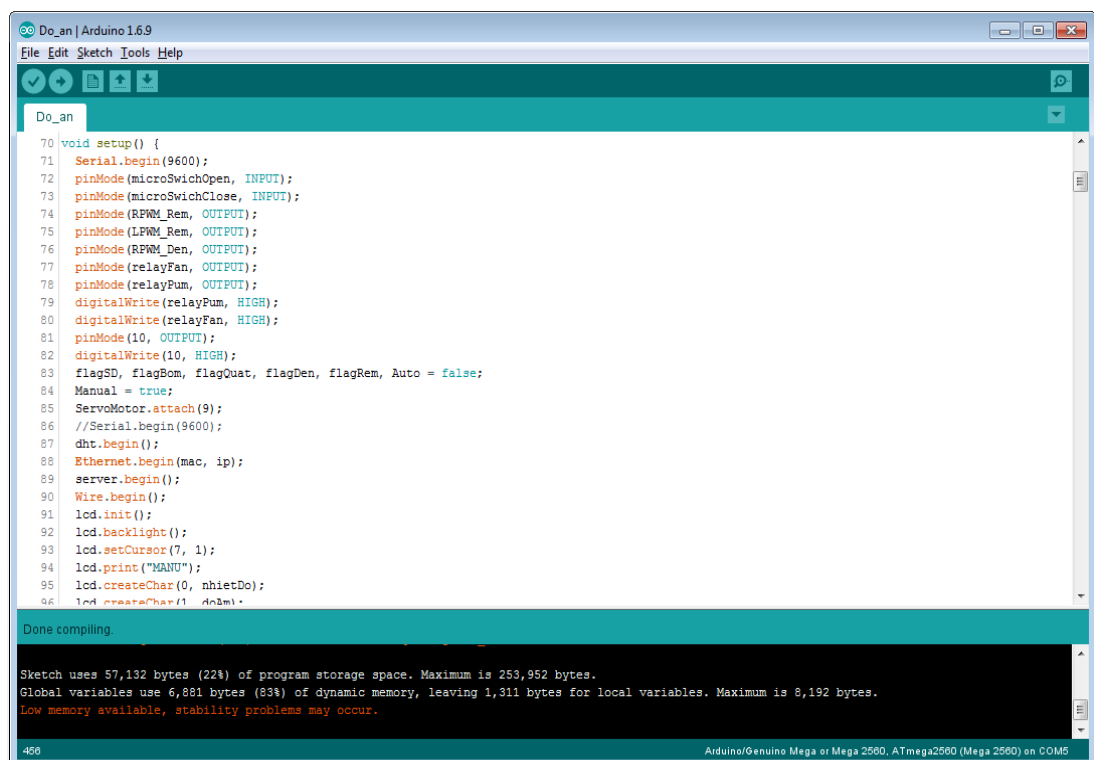 Do_an | Arduino 1.6.9
File Edit Sketch Tools Help
Do_an
70 void setup() {
71 Serial.begin(9600);
72 pinMode(microSwichOpen, INPUT);
73 pinMode(microSwichClose, INPUT);
74 pinMode(RPWM_Rem, OUTPUT);
75 pinMode(LPWM_Rem, OUTPUT);
76 pinMode(RPWM_Den, OUTPUT);
77 pinMode(relayFan, OUTPUT);
78 pinMode(relayPum, OUTPUT);
79 digitalWrite(relayPum, HIGH);
80 digitalWrite(relayFan, HIGH);
81 pinMode(10, OUTPUT);
82 digitalWrite(10, HIGH);
83 flagSD, flagBom, flagQuat, flagDen, flagRem, Auto = false;
84 Manual = true;
85 ServoMotor.attach(9);
86 //Serial.begin(9600);
87 dht.begin();
88 Ethernet.begin(mac, ip);
89 server.begin();
90 Wire.begin();
91 lcd.init();
92 lcd.backlight();
93 lcd.setCursor(7, 1);
94 lcd.print("MANU");
95 lcd.createChar(0, nhietDo);
96 lcd.createChar(1, doAm);
Done compiling.
Sketch uses 57,132 bytes (22%) of program storage space. Maximum is 253,952 bytes.
Global variables use 6,881 bytes (83%) of dynamic memory, leaving 1,311 bytes for local variables. Maximum is 8,192 bytes.
Low memory available, stability problems may occur.
456 Arduino/Genuino Mega or Mega 2560, ATmega2560 (Mega 2560) on COM5